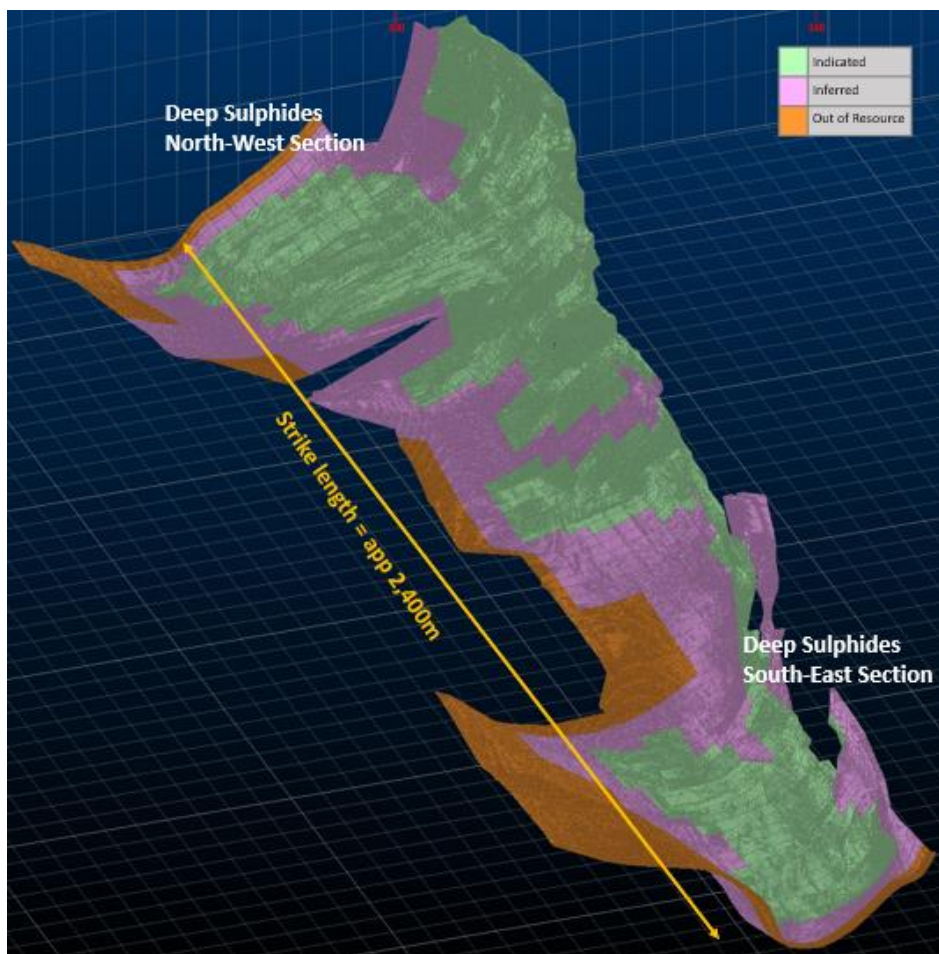 Indicated
Inferred
Out of Resource
Deep Sulphides
North-West Section
Strike length = app 2,400m
Deep Sulphides
South-East Section